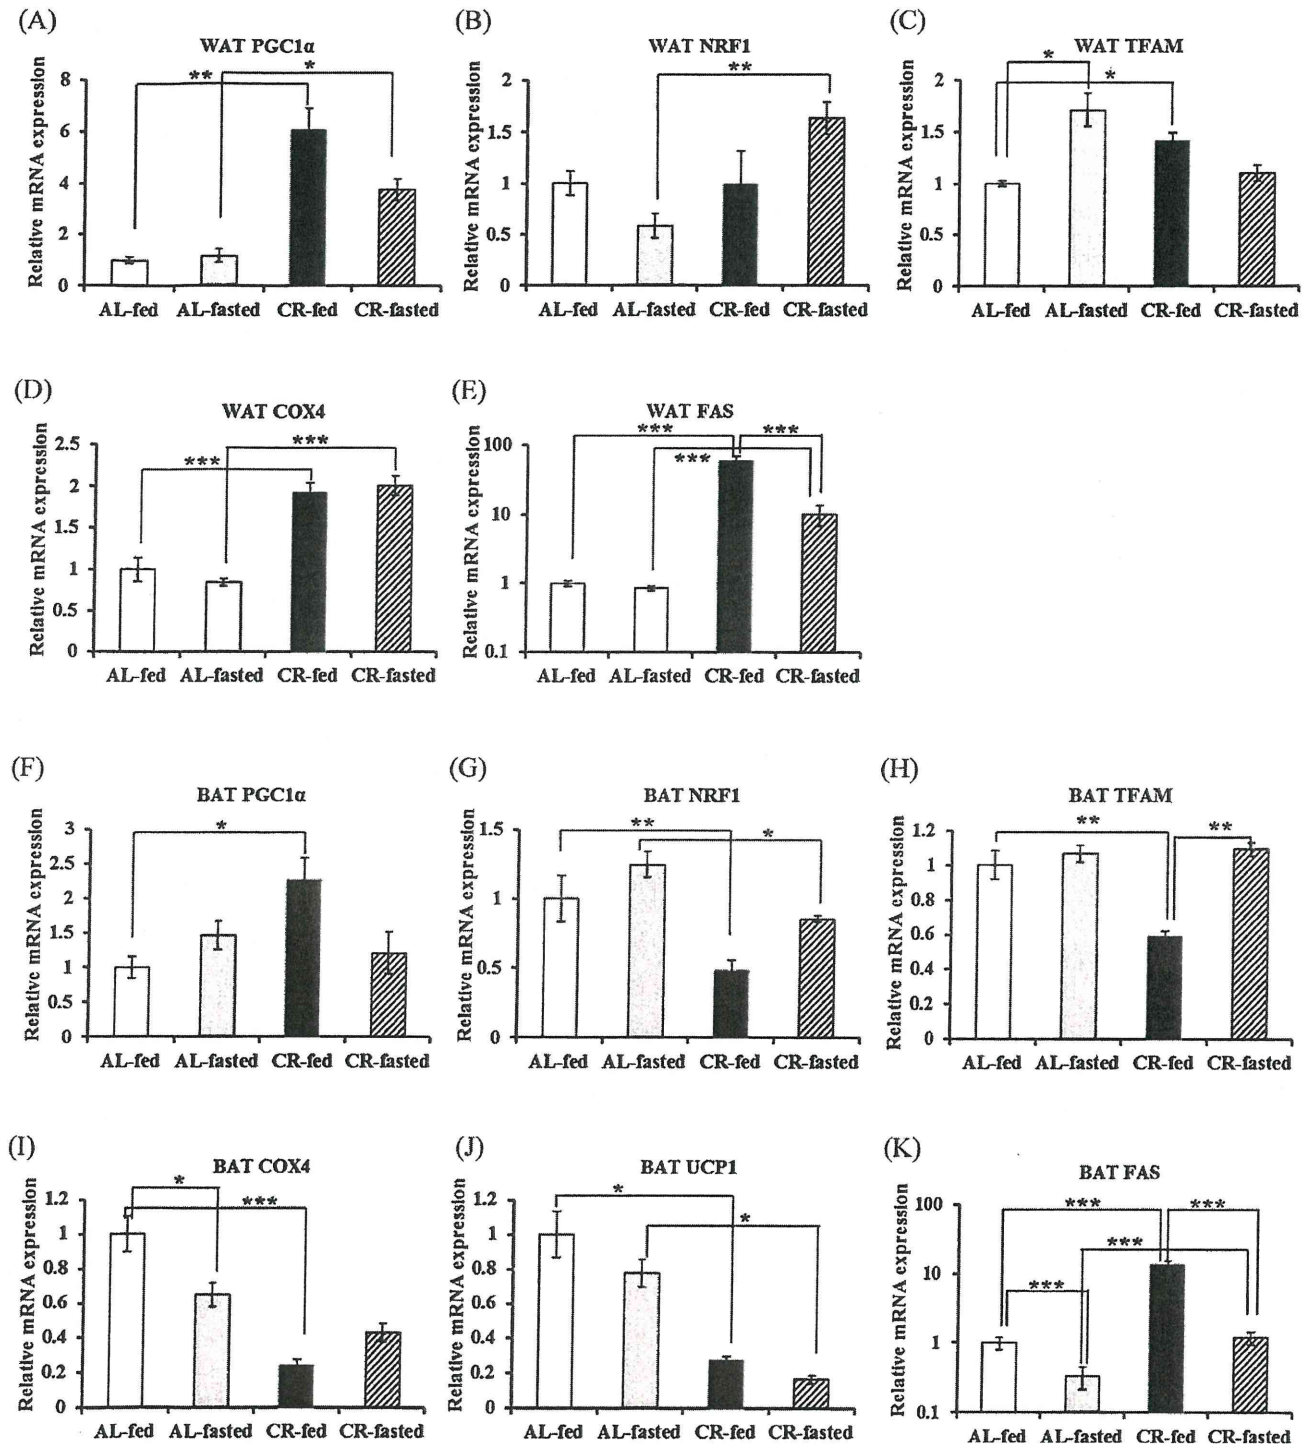 (A)
WAT PGC1α
Relative mRNA expression
8
6
4
2
0
**
*
AL-fed AL-fasted CR-fed CR-fasted
(B)
WAT NRF1
Relative mRNA expression
2
1.5
1
0.5
0
**
AL-fed AL-fasted CR-fed CR-fasted
(C)
WAT TFAM
Relative mRNA expression
2
1.5
1
0.5
0
*
*
AL-fed AL-fasted CR-fed CR-fasted
(D)
WAT COX4
Relative mRNA expression
2.5
2
1.5
1
0.5
0
***
***
AL-fed AL-fasted CR-fed CR-fasted
(E)
WAT FAS
Relative mRNA expression
100
10
1
0.1
***
***
***
AL-fed AL-fasted CR-fed CR-fasted
(F)
BAT PGC1α
Relative mRNA expression
3
2.5
2
1.5
1
0.5
0
*
AL-fed AL-fasted CR-fed CR-fasted
(G)
BAT NRF1
Relative mRNA expression
1.5
1
0.5
0
**
*
AL-fed AL-fasted CR-fed CR-fasted
(H)
BAT TFAM
Relative mRNA expression
1.2
1
0.8
0.6
0.4
0.2
0
**
**
AL-fed AL-fasted CR-fed CR-fasted
(I)
BAT COX4
Relative mRNA expression
1.2
1
0.8
0.6
0.4
0.2
0
*
***
AL-fed AL-fasted CR-fed CR-fasted
(J)
BAT UCP1
Relative mRNA expression
1.2
1
0.8
0.6
0.4
0.2
0
*
*
AL-fed AL-fasted CR-fed CR-fasted
(K)
BAT FAS
Relative mRNA expression
100
10
1
0.1
***
***
***
***
AL-fed AL-fasted CR-fed CR-fasted